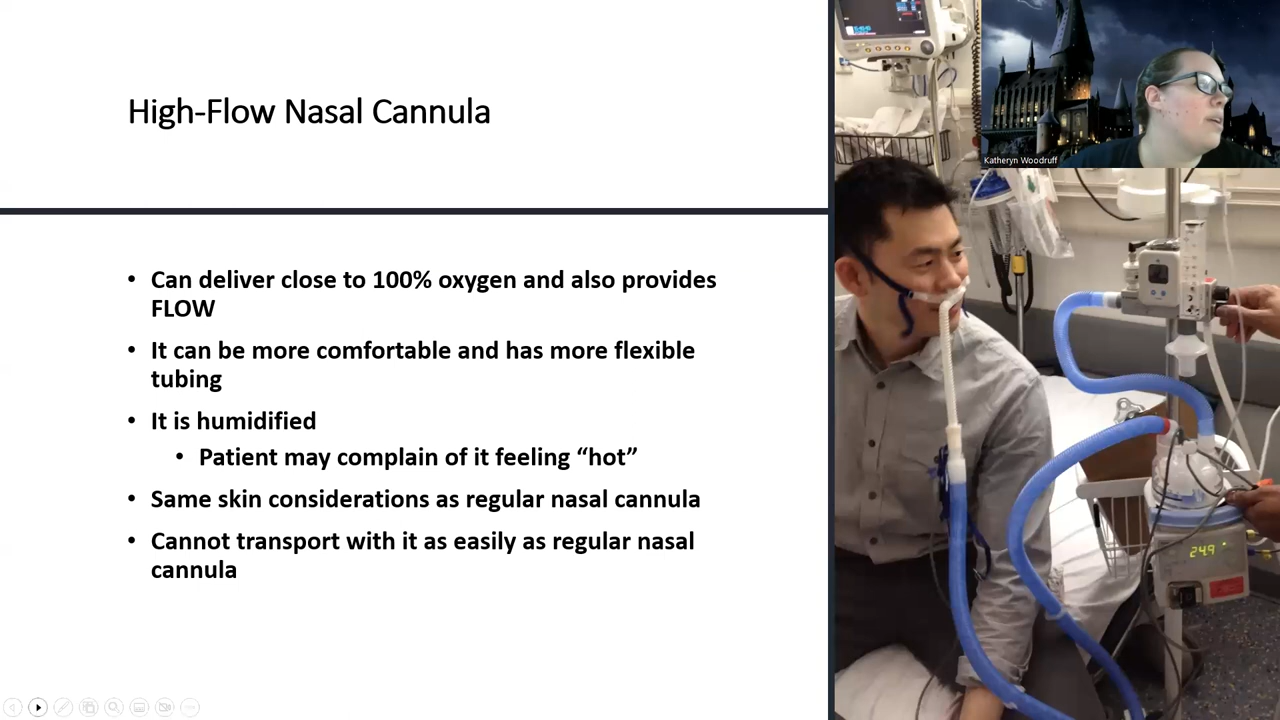 High-Flow Nasal Cannula
Katheryn Woodruff
• Can deliver close to 100% oxygen and also provides
FLOW
• It can be more comfortable and has more flexible
tubing
• It is humidified
• Patient may complain of it feeling “hot”
• Same skin considerations as regular nasal cannula
• Cannot transport with it as easily as regular nasal
cannula
24.9